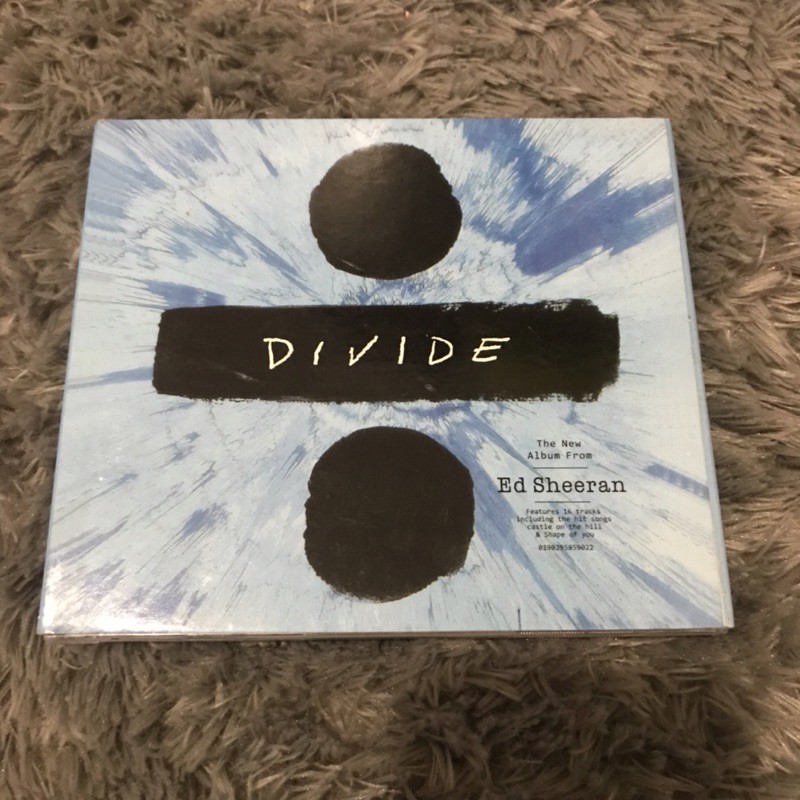 DIVIDE
The New
Album From
Ed Sheeran
Features 16 tracks
including the hit songs
castle on the hill
& Shape of you
0190295859022